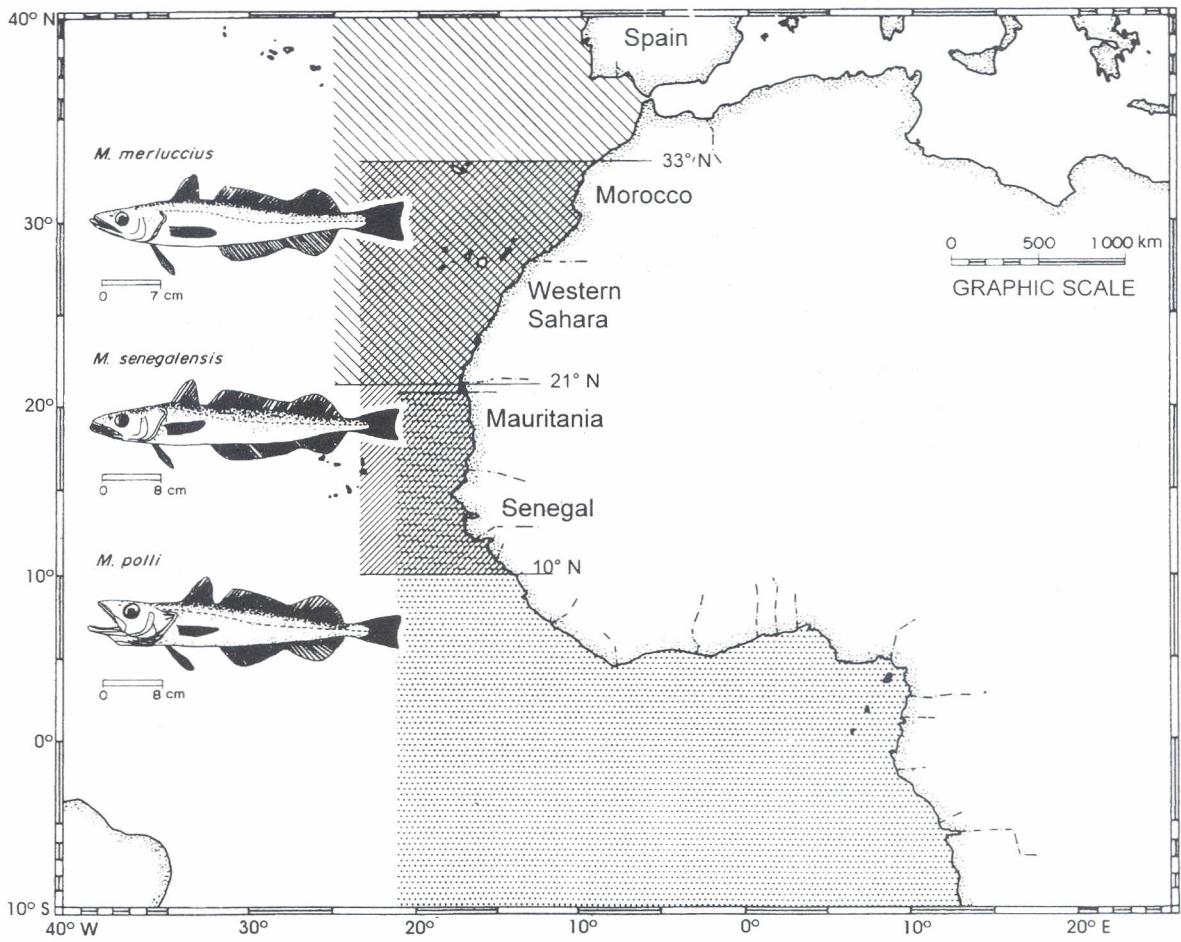 40° N
Spain
M. merluccius
33° N
Morocco
30°
0 500 1000 km
GRAPHIC SCALE
0 7 cm
Western
Sahara
M. senegalensis
21° N
20°
Mauritania
0 8 cm
Senegal
M. polli
10° N
10°
0 8 cm
0°
10° S
40° W 30° 20° 10° 0° 10° 20° E